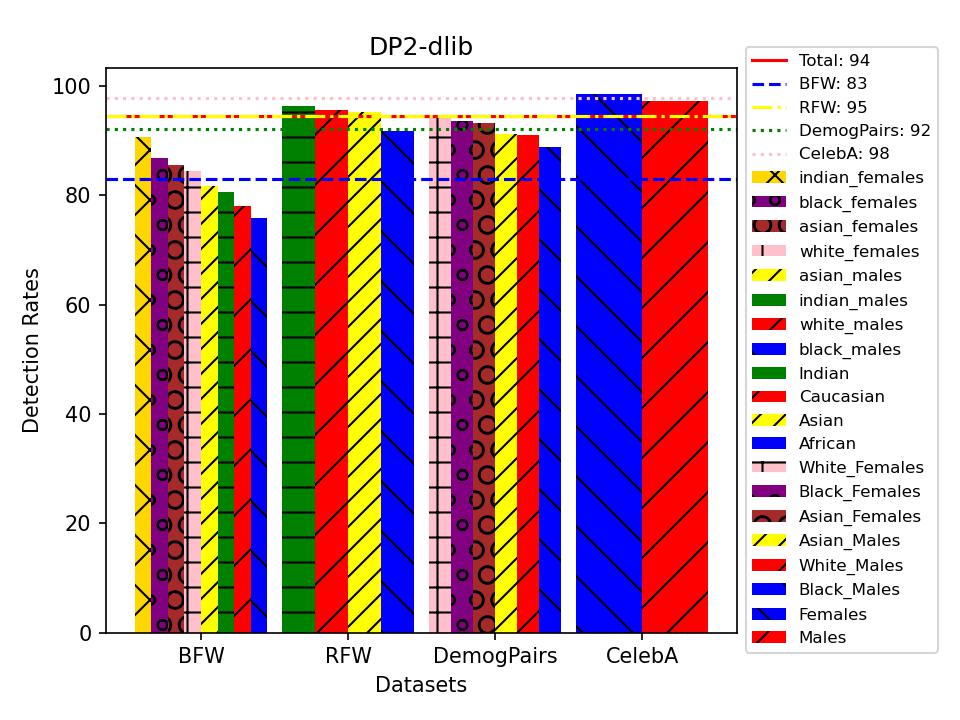 DP2-dlib
Detection Rates
100
80
60
40
20
0
BFW
RFW
DemogPairs
CelebA
Datasets
Total: 94
BFW: 83
RFW: 95
DemogPairs: 92
CelebA: 98
indian_females
black_females
asian_females
white_females
asian_males
indian_males
white_males
black_males
Indian
Caucasian
Asian
African
White_Females
Black_Females
Asian_Females
Asian_Males
White_Males
Black_Males
Females
Males